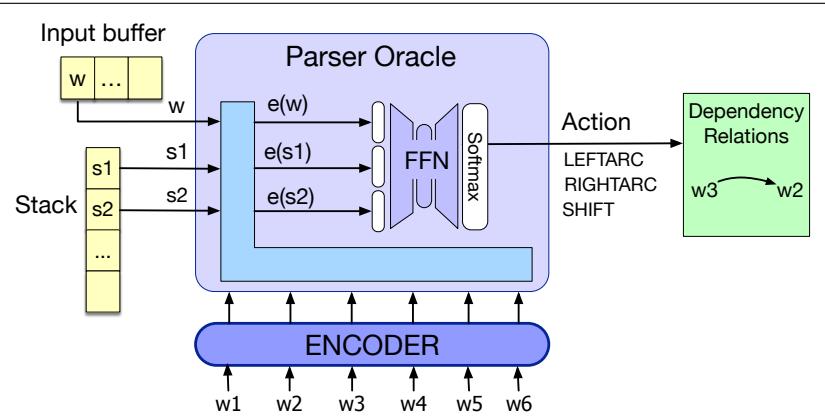 Input buffer
w ...
Parser Oracle
w
e(w)
s1
s1
e(s1)
Stack
s2
s2
e(s2)
...
FFN
Softmax
Action
LEFTARC
RIGHTARC
SHIFT
Dependency
Relations
w3 w2
ENCODER
w1 w2 w3 w4 w5 w6